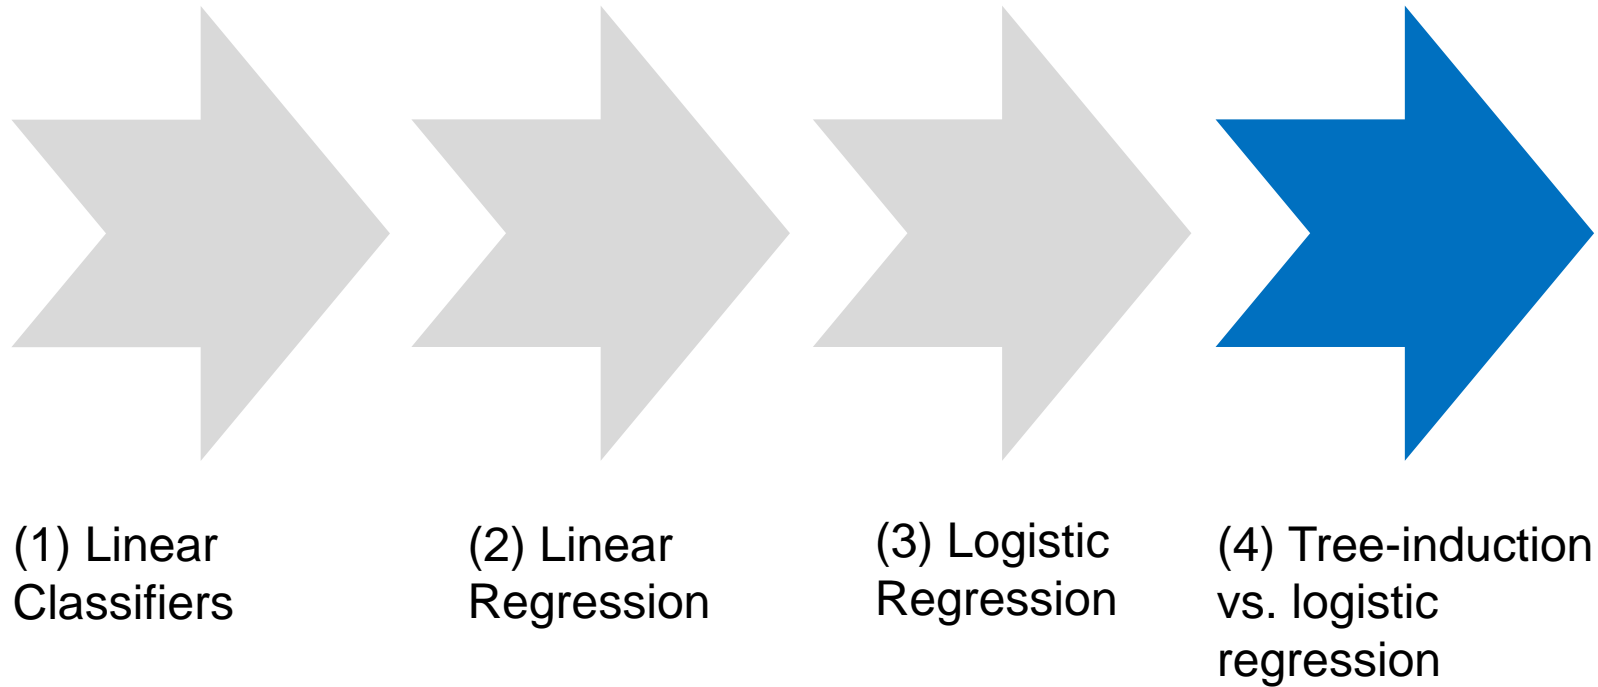 (1) Linear
Classifiers
(2) Linear
Regression
(3) Logistic
Regression
(4) Tree-induction
vs. logistic
regression